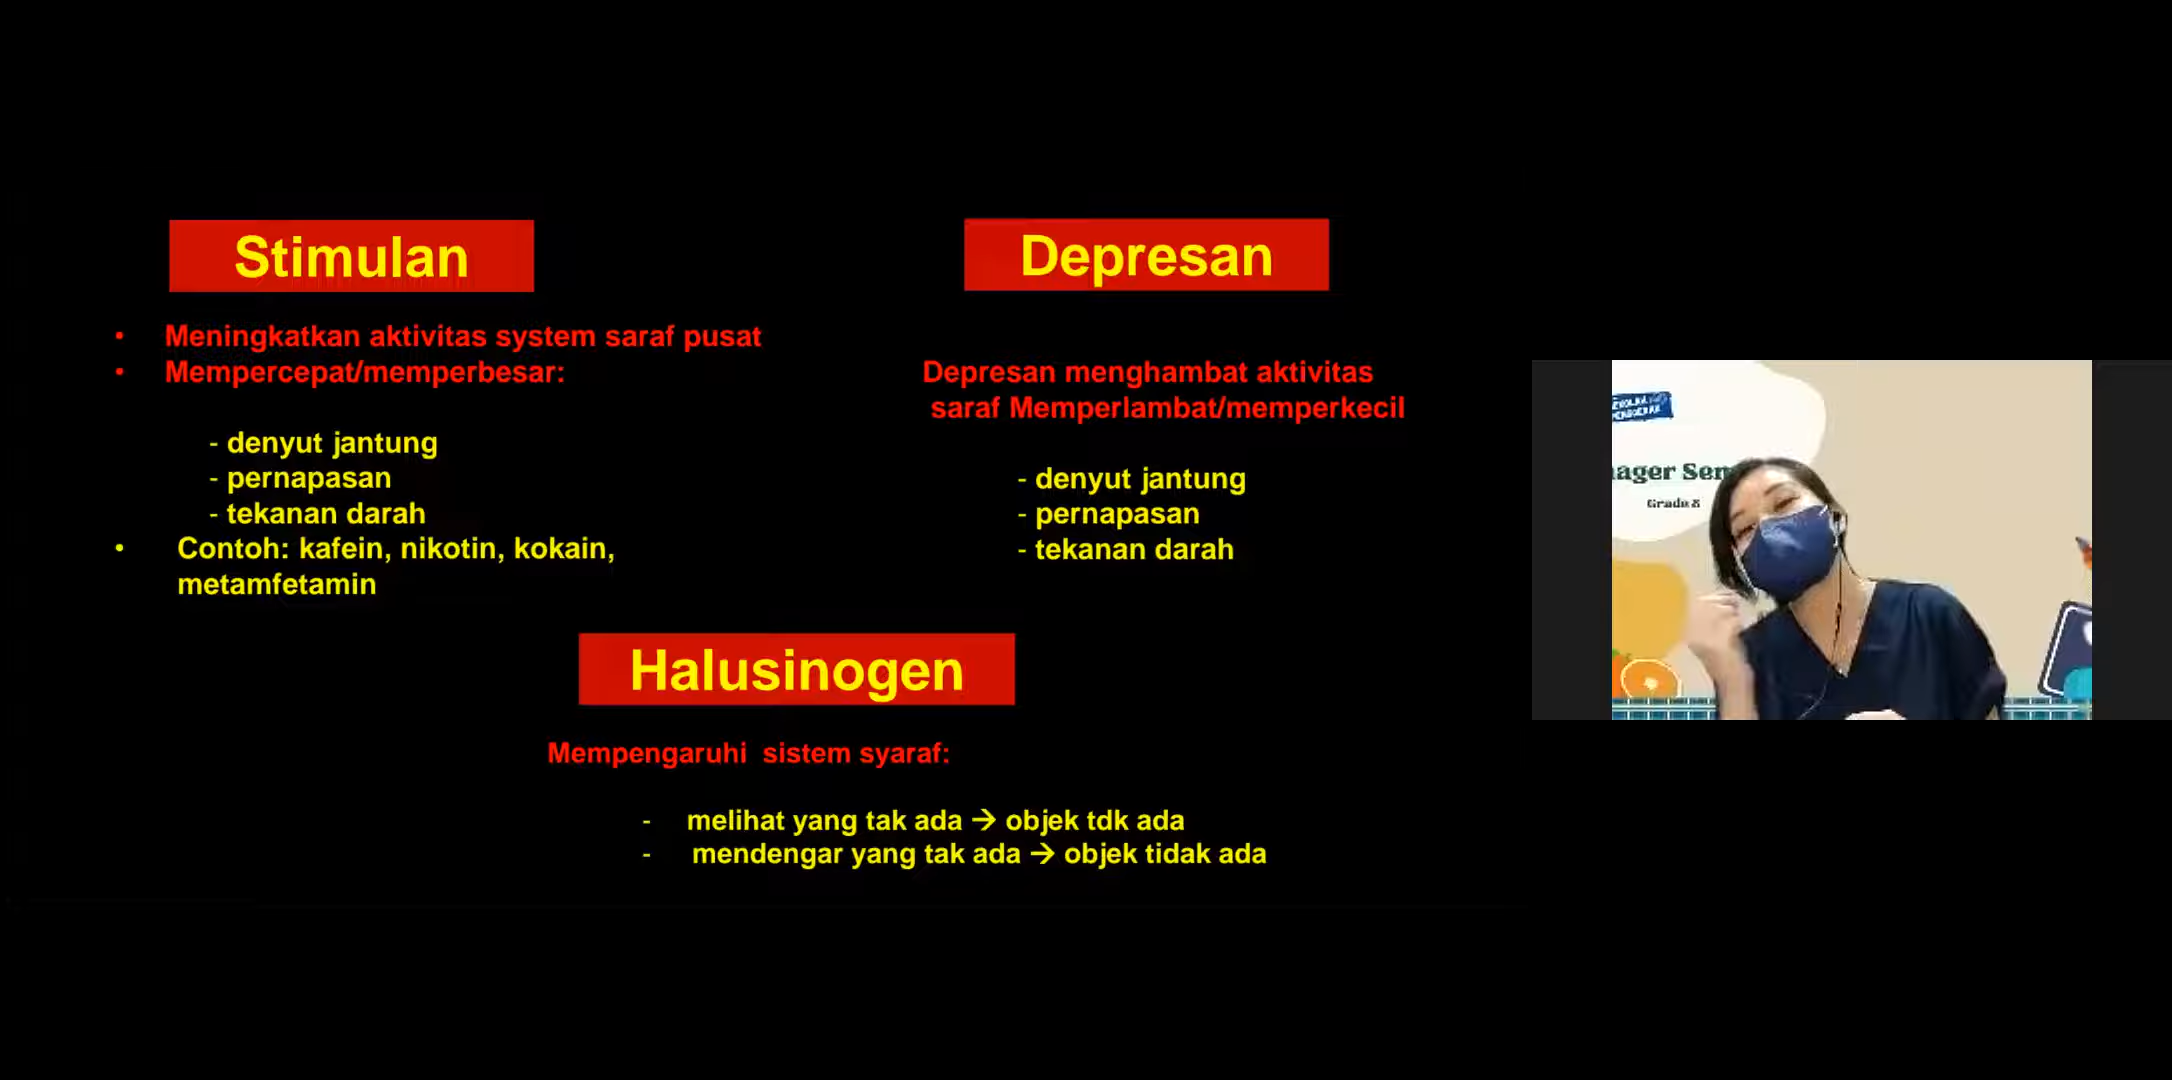 Stimulan
• Meningkatkan aktivitas system saraf pusat
• Mempercepat/memperbesar:
- denyut jantung
- pernapasan
- tekanan darah
• Contoh: kafein, nikotin, kokain,
metamfetamin
Depresan
Depresan menghambat aktivitas
saraf Memperlambat/memperkecil
- denyut jantung
- pernapasan
- tekanan darah
Halusinogen
Mempengaruhi sistem syaraf:
- melihat yang tak ada → objek tdk ada
- mendengar yang tak ada → objek tidak ada
Grade 8